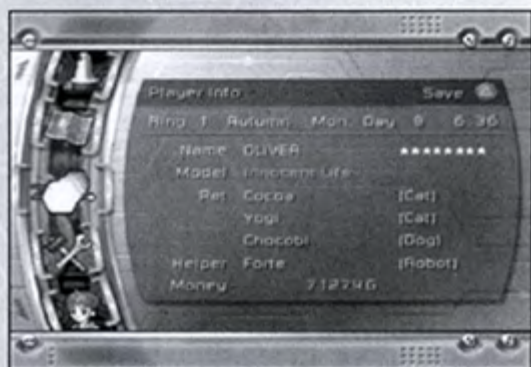 Player Info Save
Ring 1 Autumn Mon. Day 8 6:36
Name OLIVER ********
Model Innocent Life
Pet Cocoa (Cat)
Yogi (Cat)
Chocobi (Dog)
Helper Forte (Robot)
Money 71279G